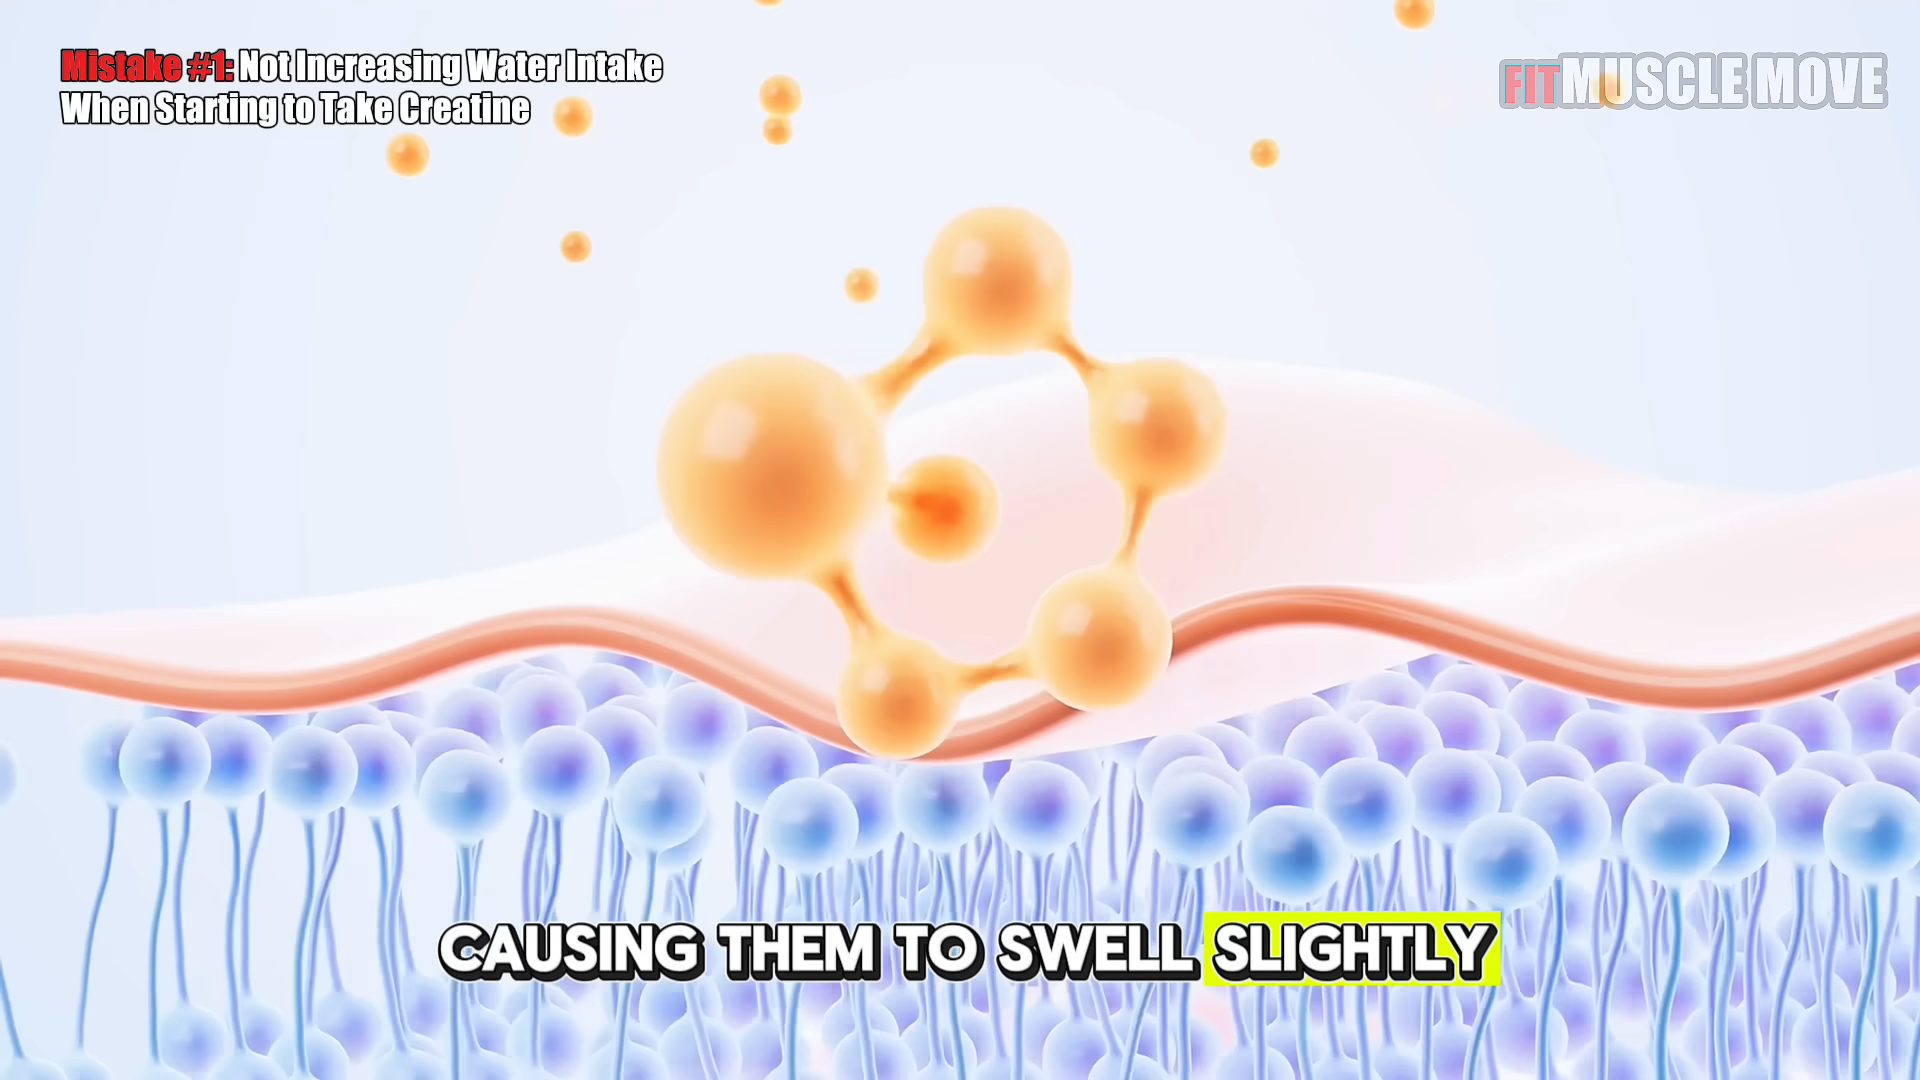 Mistake #1: Not Increasing Water Intake
When Starting to Take Creatine
FITMUSCLE MOVE
CAUSING THEM TO SWELL SLIGHTLY